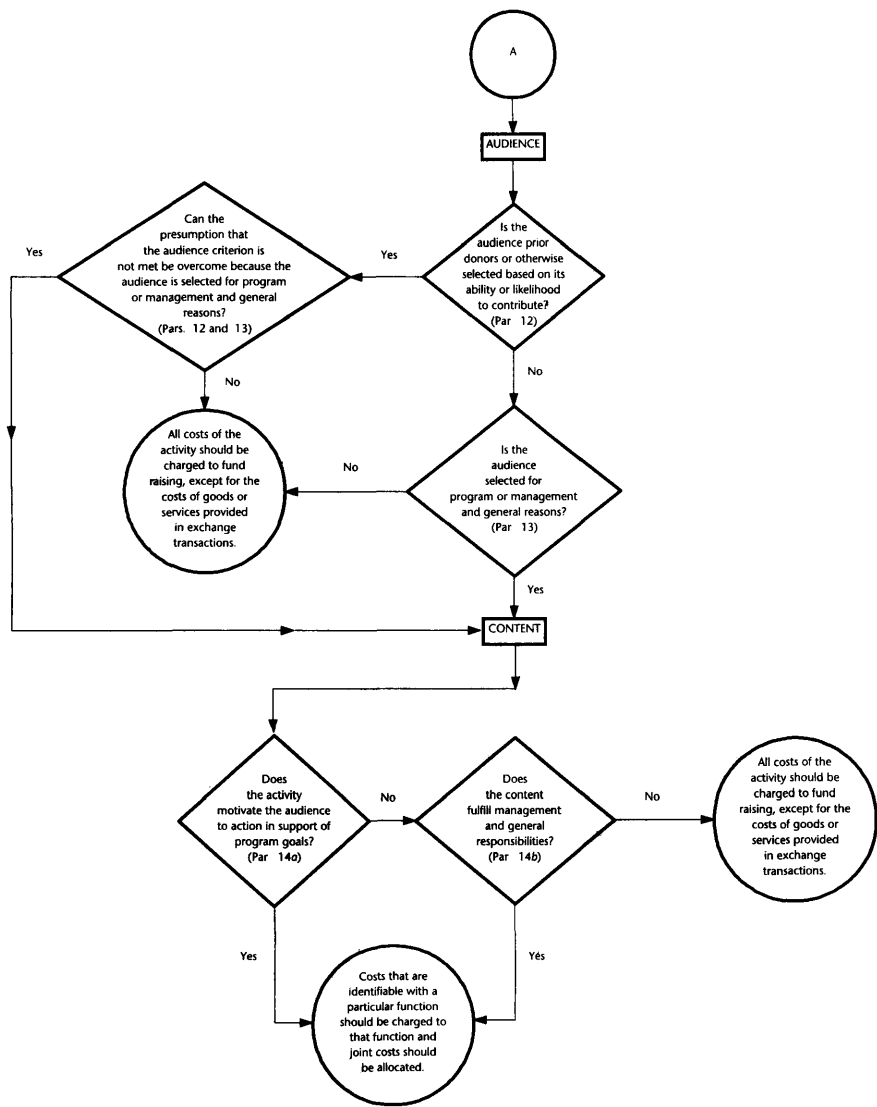 A
AUDIENCE
Is the
audience prior
donors or otherwise
selected based on its
ability or likelihood
to contribute?
(Par 12)
Yes
Can the
presumption that
the audience criterion is
not met be overcome because the
audience is selected for program
or management and general
reasons?
(Pars. 12 and 13)
Yes
No
No
All costs of the
activity should be
charged to fund
raising, except for the
costs of goods or
services provided
in exchange
transactions.
No
Is the
audience
selected for
program or management
and general reasons?
(Par 13)
Yes
CONTENT
Does
the activity
motivate the audience
to action in support of
program goals?
(Par 14a)
No
Does
the content
fulfill management
and general
responsibilities?
(Par 14b)
No
All costs of the
activity should be
charged to fund
raising, except for the
costs of goods or
services provided
in exchange
transactions.
Yes
Yes
Costs that are
identifiable with a
particular function
should be charged to
that function and
joint costs should
be allocated.